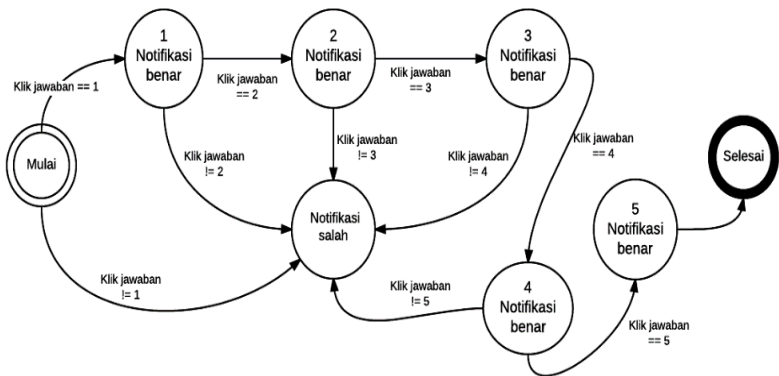 1
Notifikasi
benar
2
Notifikasi
benar
3
Notifikasi
benar
Klik jawaban == 1
Klik jawaban
== 2
Klik jawaban
== 3
Mulai
Klik jawaban
!= 2
Klik jawaban
!= 3
Klik jawaban
!= 4
Klik jawaban
== 4
Selesai
Notifikasi
salah
5
Notifikasi
benar
Klik jawaban
!= 1
Klik jawaban
!= 5
4
Notifikasi
benar
Klik jawaban
== 5